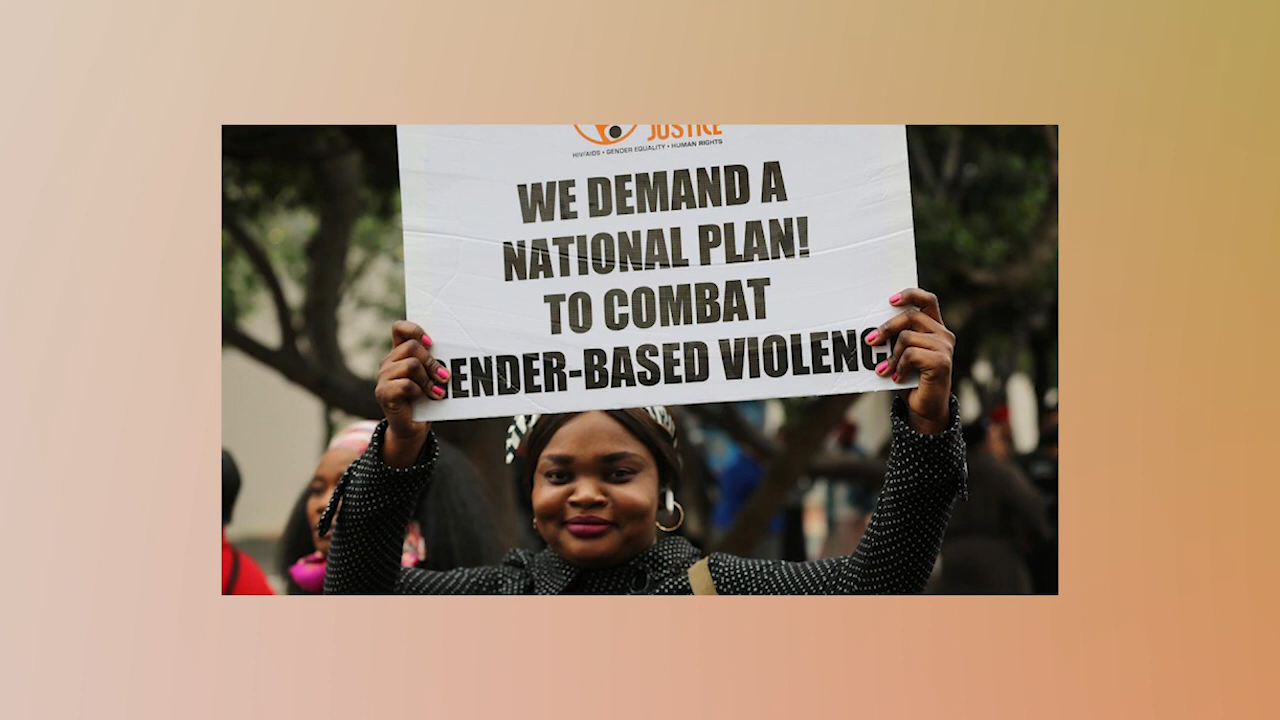 JUSTICE
HIV/AIDS • GENDER EQUALITY • HUMAN RIGHTS
WE DEMAND A
NATIONAL PLAN!
TO COMBAT
GENDER-BASED VIOLENC